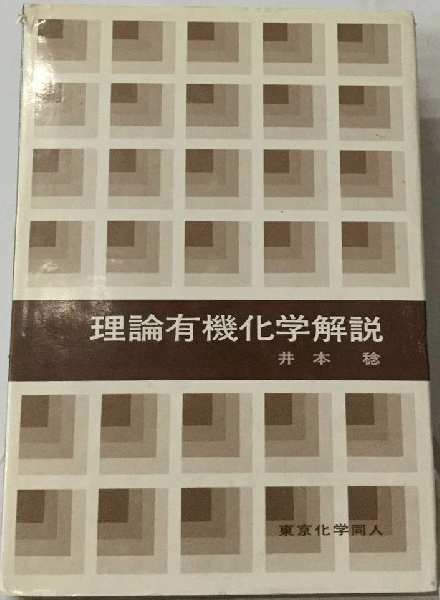 理論有機化学解説
井本 稔
東京化学同人